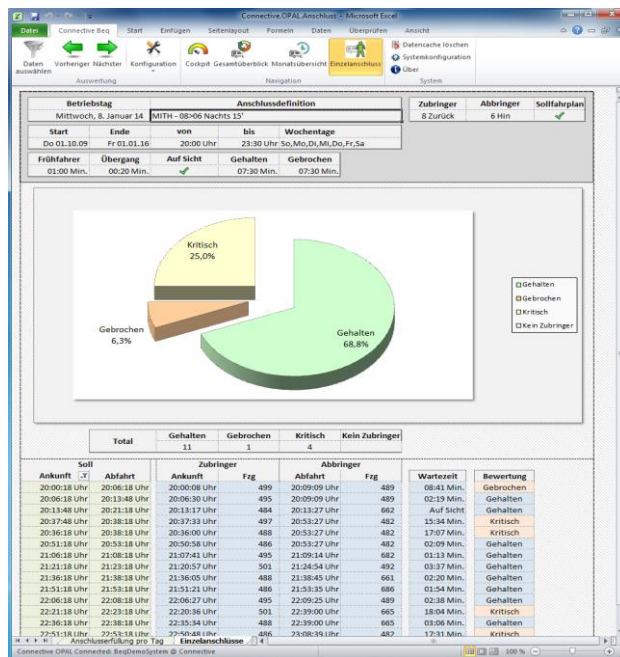 Connective.OPAL.Anschluss - Microsoft Excel
Datei Connective Beq Start Einfügen Seitenlayout Formeln Daten Überprüfen Ansicht
Daten auswählen Vorheriger Nächster Konfiguration Cockpit Gesamtüberblick Monatsübersicht Einzelanschluss
Datencache löschen
Systemkonfiguration
Über
Auswertung Navigation System
Betriebstag Anschlussdefinition Zubringer Abbringer Sollfahrplan
Mittwoch, 8. Januar 14 MITH - 08>06 Nachts 15' 8 Zurück 6 Hin
Start Ende von bis Wochentage
Do 01.10.09 Fr 01.01.16 20:00 Uhr 23:30 Uhr So,Mo,Di,Mi,Do,Fr,Sa
Frühfahrer Übergang Auf Sicht Gehalten Gebrochen
01:00 Min. 00:20 Min. 07:30 Min. 07:30 Min.
Kritisch
25,0%
Gebrochen
6,3%
Gehalten
68,8%
Gehalten
Gebrochen
Kritisch
Kein Zubringer
Total Gehalten Gebrochen Kritisch Kein Zubringer
11 1 4
Soll Zubringer Abbringer
Ankunft Abfahrt Ankunft Fzg Abfahrt Fzg Wartezeit Bewertung
20:00:18 Uhr 20:06:18 Uhr 20:00:08 Uhr 499 20:09:09 Uhr 489 08:41 Min. Gebrochen
20:06:18 Uhr 20:13:48 Uhr 20:06:30 Uhr 495 20:09:09 Uhr 489 02:19 Min. Gehalten
20:13:48 Uhr 20:21:18 Uhr 20:13:17 Uhr 484 20:13:27 Uhr 662 Auf Sicht Gehalten
20:37:48 Uhr 20:38:18 Uhr 20:37:33 Uhr 497 20:53:27 Uhr 482 15:34 Min. Kritisch
20:36:18 Uhr 20:38:18 Uhr 20:36:00 Uhr 488 20:53:27 Uhr 482 17:07 Min. Kritisch
20:51:18 Uhr 20:53:18 Uhr 20:50:58 Uhr 486 20:53:27 Uhr 482 02:09 Min. Gehalten
21:06:18 Uhr 21:08:18 Uhr 21:07:41 Uhr 495 21:09:14 Uhr 682 01:13 Min. Gehalten
21:21:18 Uhr 21:23:18 Uhr 21:20:57 Uhr 501 21:24:54 Uhr 492 03:37 Min. Gehalten
21:36:18 Uhr 21:38:18 Uhr 21:36:05 Uhr 488 21:38:45 Uhr 661 02:20 Min. Gehalten
21:51:18 Uhr 21:53:18 Uhr 21:51:21 Uhr 486 21:53:35 Uhr 686 01:54 Min. Gehalten
22:06:18 Uhr 22:08:18 Uhr 22:06:27 Uhr 495 22:09:25 Uhr 489 02:38 Min. Gehalten
22:21:18 Uhr 22:23:18 Uhr 22:20:36 Uhr 501 22:39:00 Uhr 665 18:04 Min. Kritisch
22:36:18 Uhr 22:38:18 Uhr 22:35:34 Uhr 488 22:39:00 Uhr 665 03:06 Min. Gehalten
22:51:18 Uhr 22:53:18 Uhr 22:50:48 Uhr 486 23:08:39 Uhr 482 17:31 Min. Kritisch
Anschlusserfüllung pro Tag Einzelanschlüsse
Connective OPAL Connected: BeqDemoSystem @ Connective 100 %